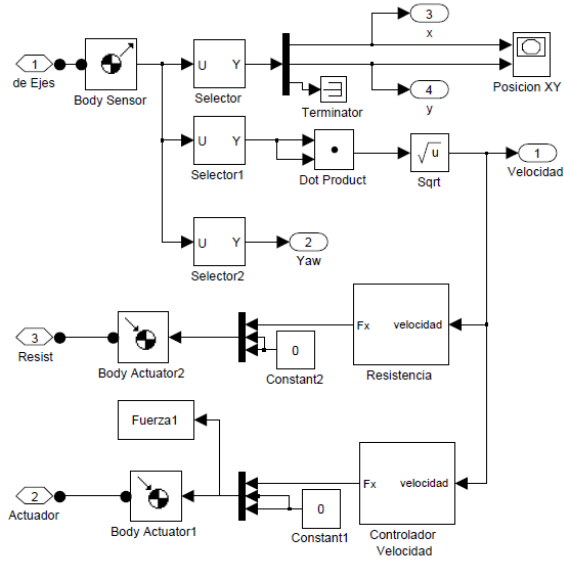 3
x
1
de Ejes
Body Sensor
U Y
Selector
Terminator
4
y
Posicion XY
U Y
Selector1
Dot Product
√u
Sqrt
1
Velocidad
U Y
Selector2
2
Yaw
3
Resist
Body Actuator2
0
Constant2
Fx velocidad
Resistencia
Fuerza1
2
Actuador
Body Actuator1
0
Constant1
Fx velocidad
Controlador
Velocidad